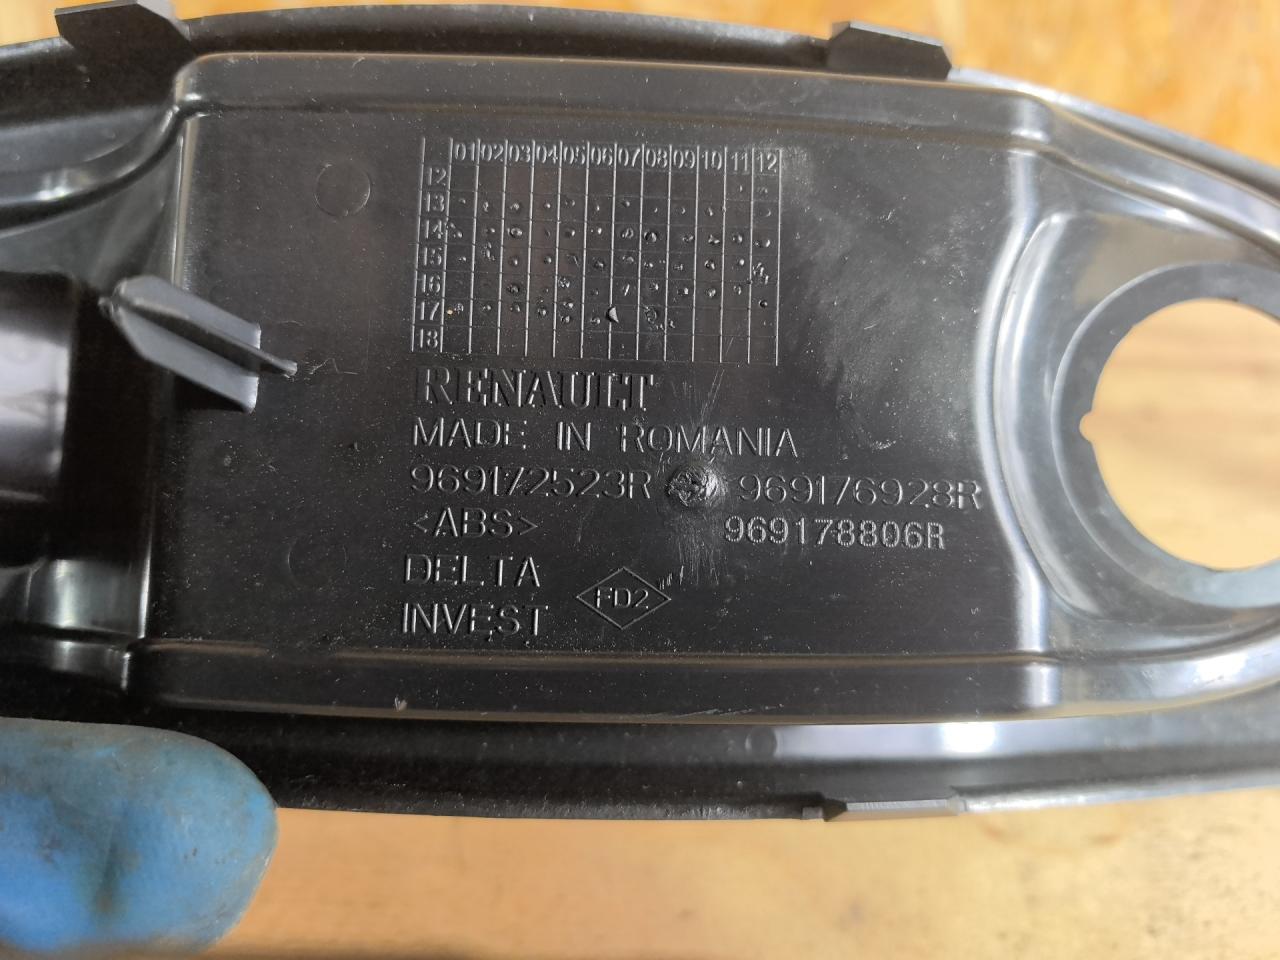 01 02 03 04 05 06 07 08 09 10 11 12
12
13
14
15
16
17
18
RENAULT
MADE IN ROMANIA
969172523R 969176928R
<ABS> 969178806R
DELTA
INVEST FD2